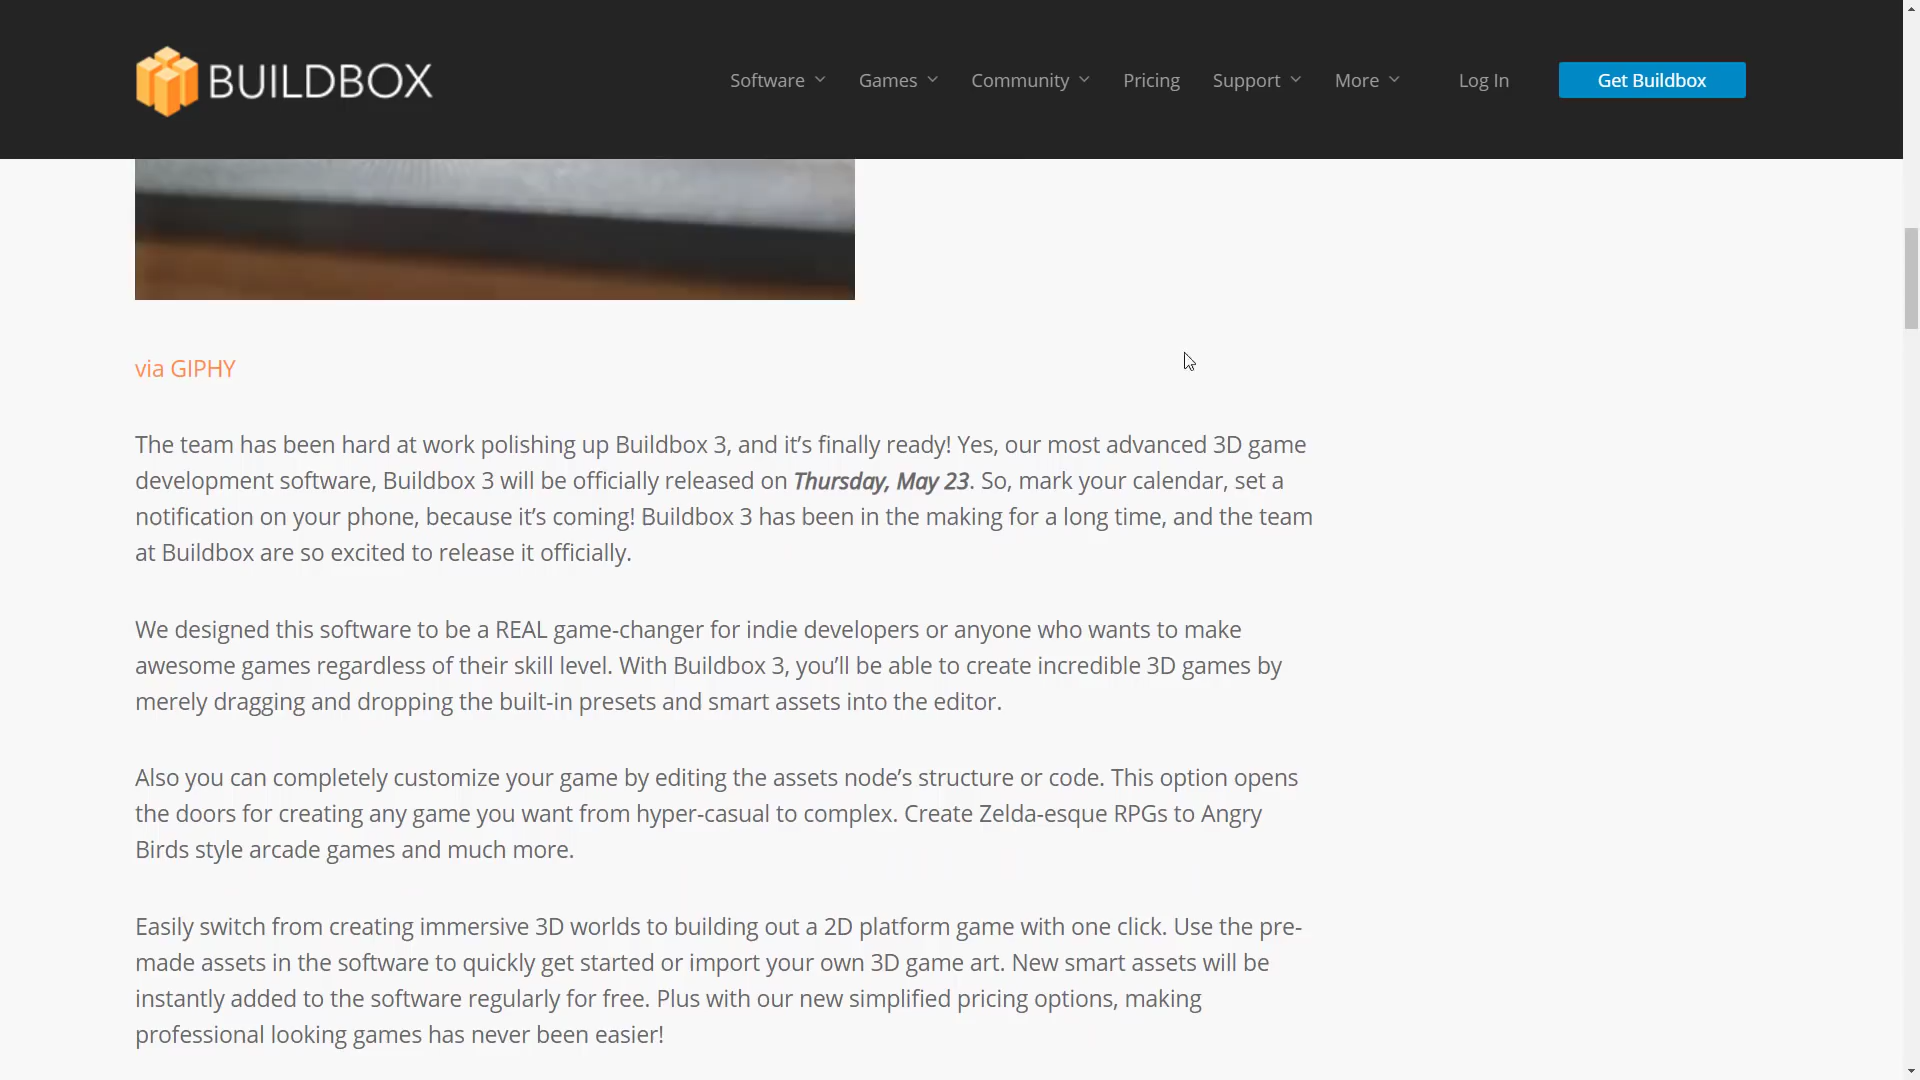 BUILDBOX
Software Games Community Pricing Support More Log In Get Buildbox
via GIPHY
The team has been hard at work polishing up Buildbox 3, and it’s finally ready! Yes, our most advanced 3D game
development software, Buildbox 3 will be officially released on Thursday, May 23. So, mark your calendar, set a
notification on your phone, because it’s coming! Buildbox 3 has been in the making for a long time, and the team
at Buildbox are so excited to release it officially.
We designed this software to be a REAL game-changer for indie developers or anyone who wants to make
awesome games regardless of their skill level. With Buildbox 3, you’ll be able to create incredible 3D games by
merely dragging and dropping the built-in presets and smart assets into the editor.
Also you can completely customize your game by editing the assets node’s structure or code. This option opens
the doors for creating any game you want from hyper-casual to complex. Create Zelda-esque RPGs to Angry
Birds style arcade games and much more.
Easily switch from creating immersive 3D worlds to building out a 2D platform game with one click. Use the pre-
made assets in the software to quickly get started or import your own 3D game art. New smart assets will be
instantly added to the software regularly for free. Plus with our new simplified pricing options, making
professional looking games has never been easier!